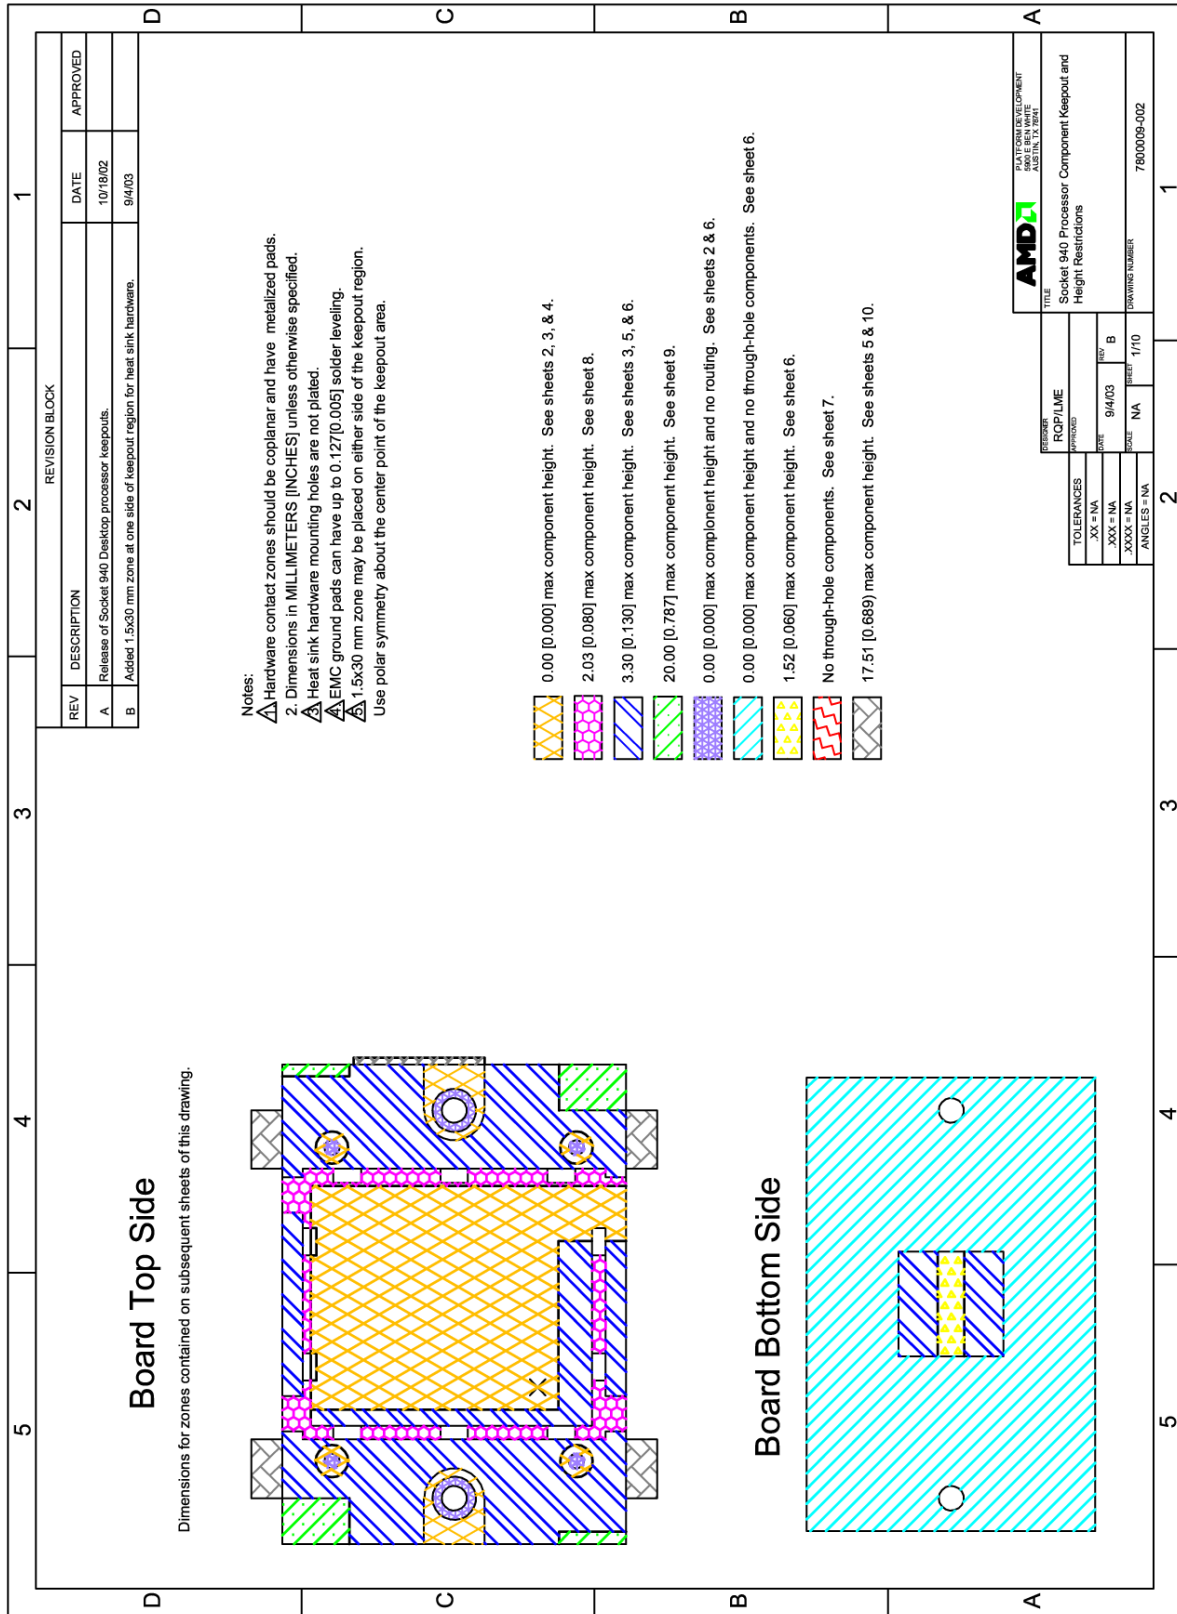 5
4
3
2
1
D
D
C
C
B
B
A
A
REVISION BLOCK
REV
DESCRIPTION
DATE
APPROVED
A
Release of Socket 940 Desktop processor keepouts.
10/18/02
B
Added 1.5x30 mm zone at one side of keepout region for heat sink hardware.
9/4/03
Board Top Side
Dimensions for zones contained on subsequent sheets of this drawing.
Notes:
1. Hardware contact zones should be coplanar and have metalized pads.
2. Dimensions in MILLIMETERS [INCHES] unless otherwise specified.
3. Heat sink hardware mounting holes are not plated.
4. EMC ground pads can have up to 0.127[0.005] solder leveling.
5. 1.5x30 mm zone may be placed on either side of the keepout region.
Use polar symmetry about the center point of the keepout area.
0.00 [0.000] max component height. See sheets 2, 3, & 4.
2.03 [0.080] max component height. See sheet 8.
3.30 [0.130] max component height. See sheets 3, 5, & 6.
20.00 [0.787] max component height. See sheet 9.
0.00 [0.000] max complonent height and no routing. See sheets 2 & 6.
0.00 [0.000] max component height and no through-hole components. See sheet 6.
1.52 [0.060] max component height. See sheet 6.
No through-hole components. See sheet 7.
17.51 [0.689) max component height. See sheets 5 & 10.
Board Bottom Side
TOLERANCES
.XX = NA
.XXX = NA
.XXXX = NA
ANGLES = NA
DESIGNER
RQP/LME
APPROVED
DATE
9/4/03
REV
B
SCALE
NA
SHEET
1/10
AMD
PLATFORM DEVELOPMENT
5900 E BEN WHITE
AUSTIN, TX 78741
TITLE
Socket 940 Processor Component Keepout and
Height Restrictions
DRAWING NUMBER
7800009-002
5
4
3
2
1